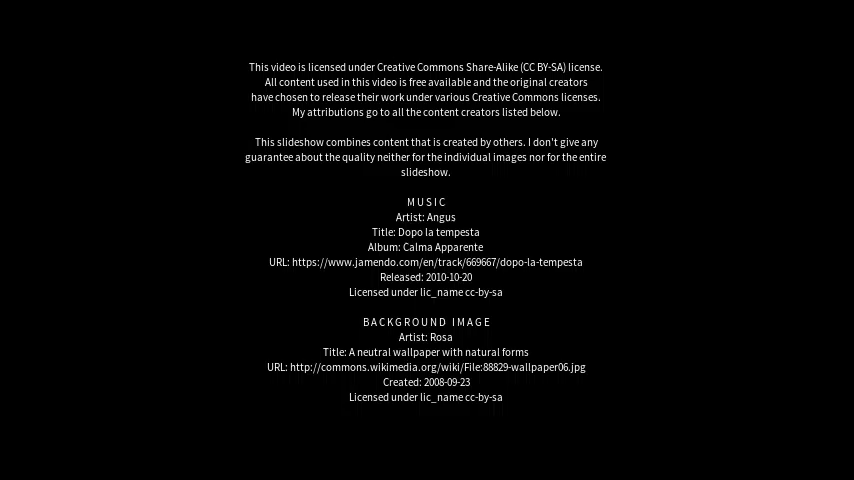 This video is licensed under Creative Commons Share-Alike (CC BY-SA) license.
All content used in this video is free available and the original creators
have chosen to release their work under various Creative Commons licenses.
My attributions go to all the content creators listed below.
This slideshow combines content that is created by others. I don't give any
guarantee about the quality neither for the individual images nor for the entire
slideshow.
MUSIC
Artist: Angus
Title: Dopo la tempesta
Album: Calma Apparente
URL: https://www.jamendo.com/en/track/669667/dopo-la-tempesta
Released: 2010-10-20
Licensed under lic_name cc-by-sa
BACKGROUND IMAGE
Artist: Rosa
Title: A neutral wallpaper with natural forms
URL: http://commons.wikimedia.org/wiki/File:88829-wallpaper06.jpg
Created: 2008-09-23
Licensed under lic_name cc-by-sa